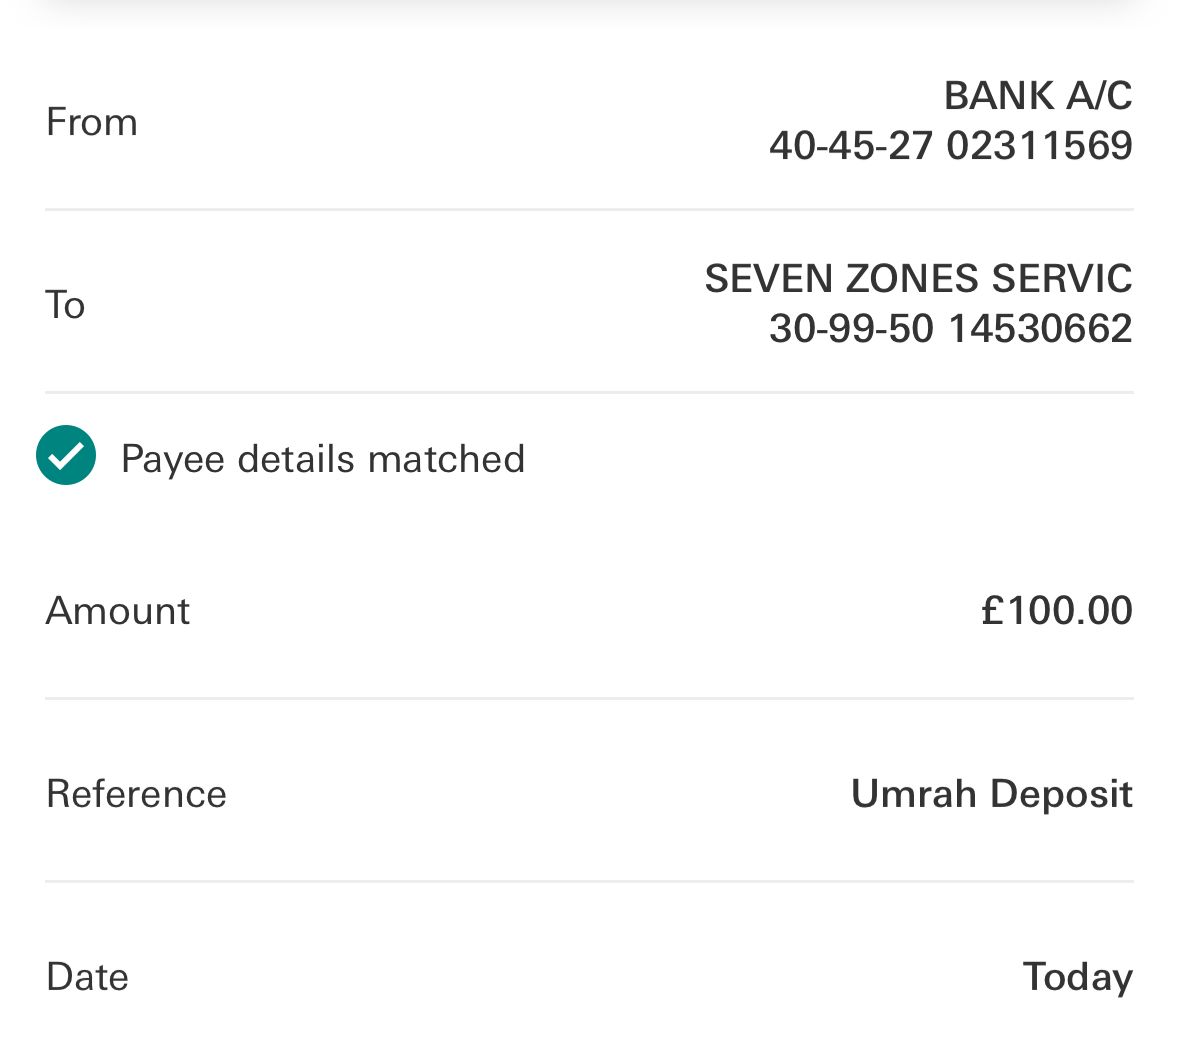 From
BANK A/C
40-45-27 02311569
To
SEVEN ZONES SERVIC
30-99-50 14530662
Payee details matched
Amount
£100.00
Reference
Umrah Deposit
Date
Today